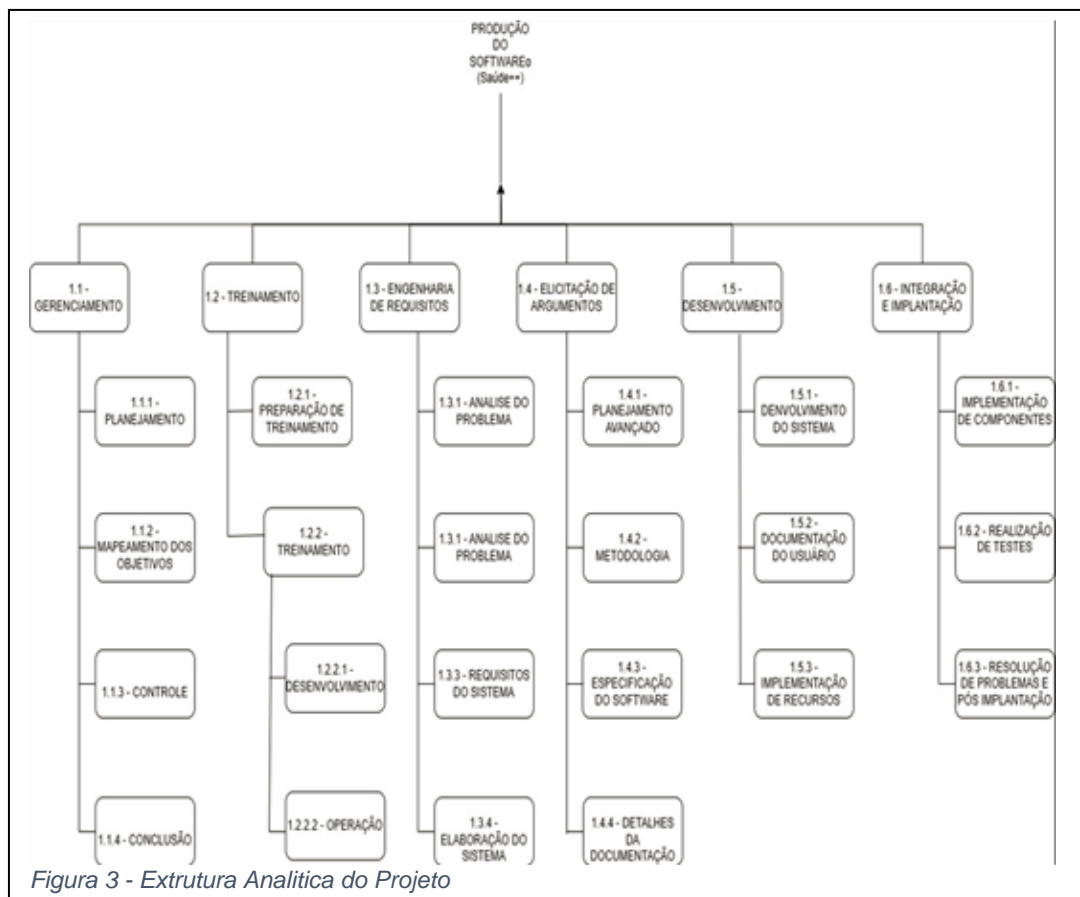 PRODUÇÃO
DO
SOFTWAREo
(Saúde++)
1.1 -
GERENCIAMENTO
1.2 - TREINAMENTO
1.3 - ENGENHARIA
DE REQUISITOS
1.4 - ELICITAÇÃO DE
ARGUMENTOS
1.5 -
DESENVOLVIMENTO
1.6 - INTEGRAÇÃO
E IMPLANTAÇÃO
1.1.1 -
PLANEJAMENTO
1.2.1 -
PREPARAÇÃO DE
TREINAMENTO
1.3.1 - ANALISE DO
PROBLEMA
1.4.1 -
PLANEJAMENTO
AVANÇADO
1.5.1 -
DENVOLVIMENTO
DO SISTEMA
1.6.1 -
IMPLEMENTAÇÃO
DE COMPONENTES
1.1.2 -
MAPEAMENTO DOS
OBJETIVOS
1.2.2 -
TREINAMENTO
1.3.1 - ANALISE DO
PROBLEMA
1.4.2 -
METODOLOGIA
1.5.2 -
DOCUMENTAÇÃO
DO USUÁRIO
1.6.2 - REALIZAÇÃO
DE TESTES
1.1.3 - CONTROLE
1.2.2.1 -
DESENVOLVIMENTO
1.3.3 - REQUISITOS
DO SISTEMA
1.4.3 -
ESPECIFICAÇÃO
DO SOFTWARE
1.5.3 -
IMPLEMENTAÇÃO
DE RECURSOS
1.6.3 - RESOLUÇÃO
DE PROBLEMAS E
PÓS IMPLANTAÇÃO
1.1.4 - CONCLUSÃO
1.2.2.2 - OPERAÇÃO
1.3.4 -
ELABORAÇÃO DO
SISTEMA
1.4.4 - DETALHES
DA
DOCUMENTAÇÃO
Figura 3 - Extrutura Analitica do Projeto